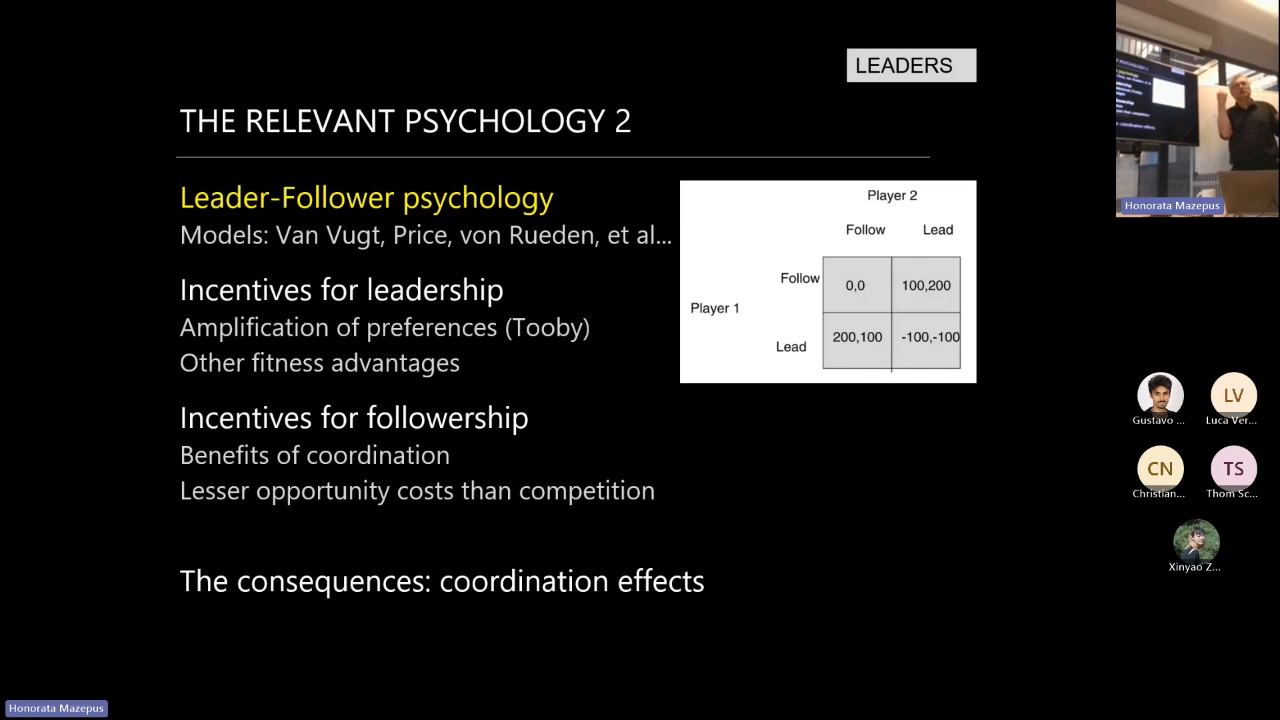 LEADERS
THE RELEVANT PSYCHOLOGY 2
Leader-Follower psychology
Models: Van Vugt, Price, von Rueden, et al...
Incentives for leadership
Amplification of preferences (Tooby)
Other fitness advantages
Incentives for followership
Benefits of coordination
Lesser opportunity costs than competition
The consequences: coordination effects
Player 2
Follow Lead
Follow 0,0 100,200
Player 1
Lead 200,100 -100,-100
Honorata Mazepus
Gustavo ...
LV
Luca Ver...
CN
Christian...
TS
Thom Sc...
Xinyao Z...
Honorata Mazepus